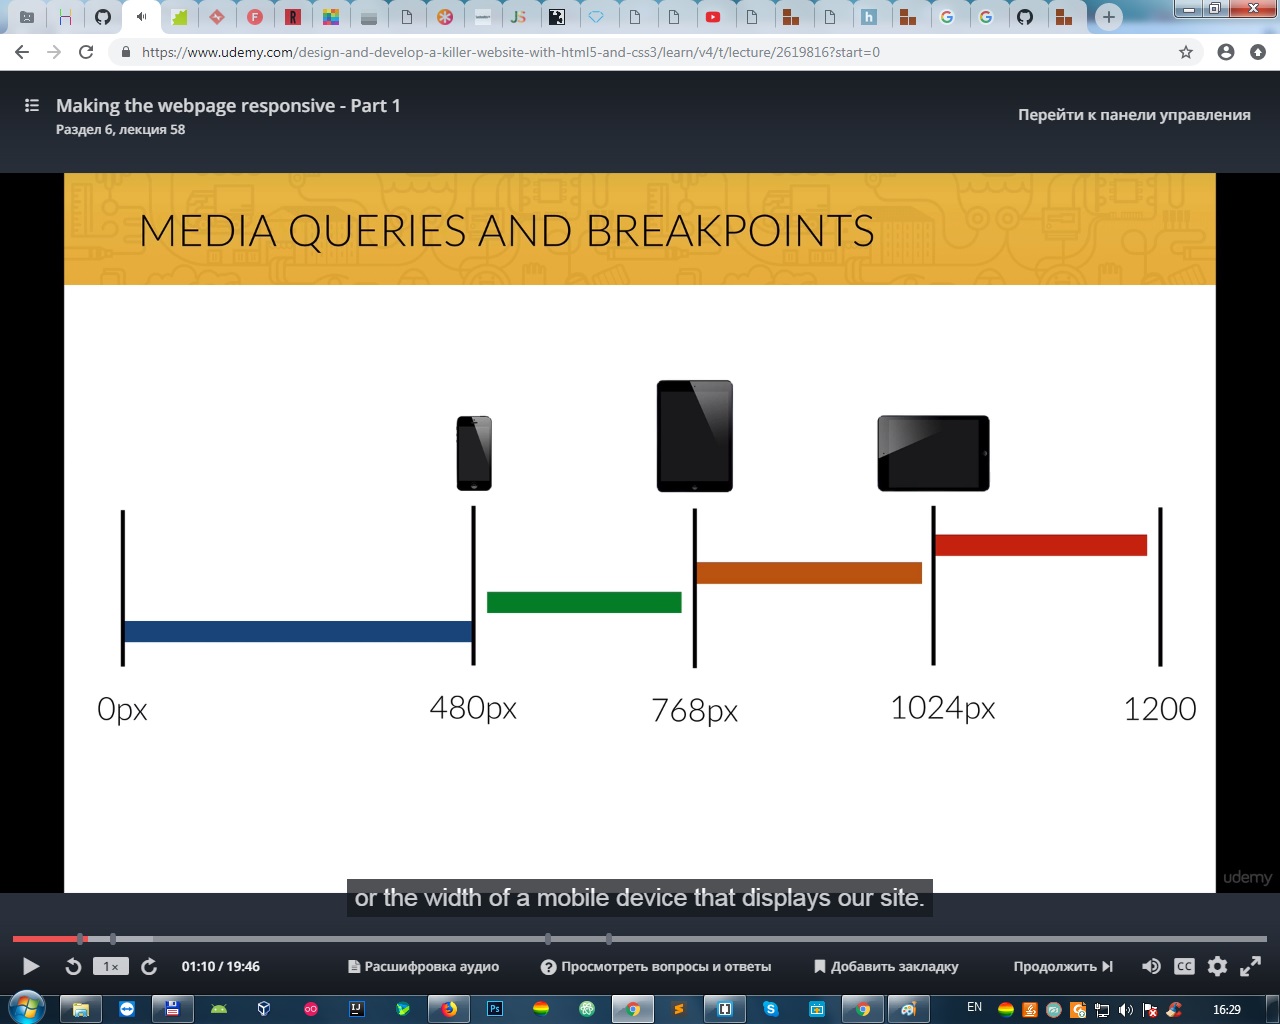 https://www.udemy.com/design-and-develop-a-killer-website-with-html5-and-css3/learn/v4/t/lecture/2619816?start=0
Making the webpage responsive - Part 1
Раздел 6, лекция 58
Перейти к панели управления
MEDIA QUERIES AND BREAKPOINTS
0px
480px
768px
1024px
1200
udemy
or the width of a mobile device that displays our site.
1×
01:10 / 19:46
Расшифровка аудио
Просмотреть вопросы и ответы
Добавить закладку
Продолжить
CC
EN
16:29